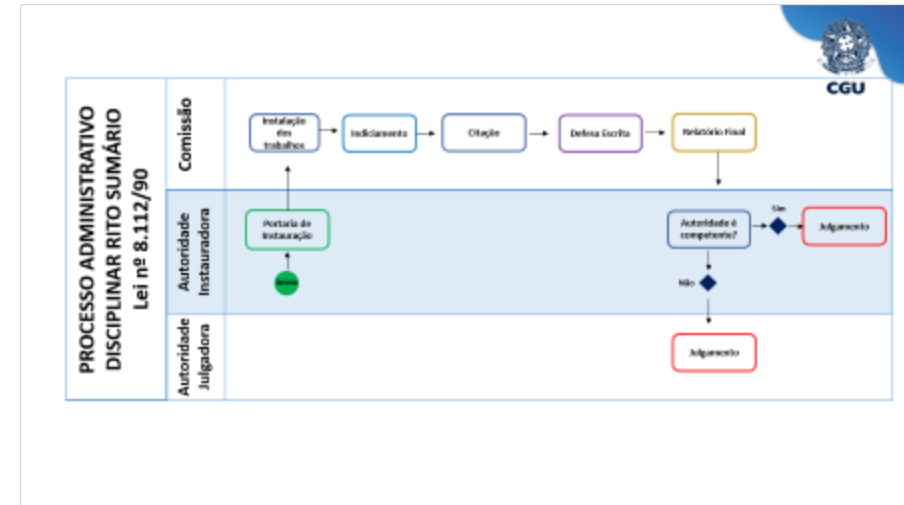 CGU
PROCESSO ADMINISTRATIVO
DISCIPLINAR RITO SUMÁRIO
Lei nº 8.112/90
Comissão
Instalação
dos
trabalhos
Indiciamento
Citação
Defesa Escrita
Relatório Final
Autoridade
Instauradora
Portaria de
Instauração
Autoridade é
competente?
Sim
Julgamento
Não
Autoridade
Julgadora
Julgamento